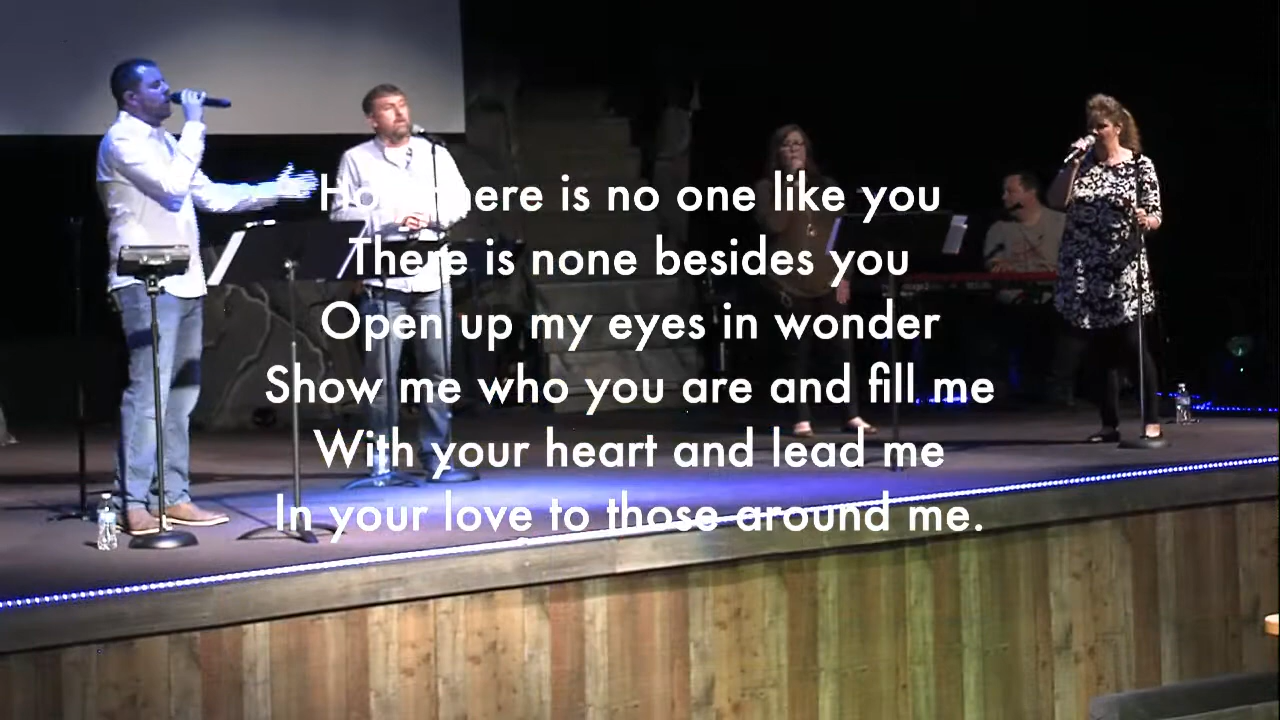 is no one like you
There is none besides you
Open up my eyes in wonder
Show me who you are and fill me
With your heart and lead me
In your love to those around me.